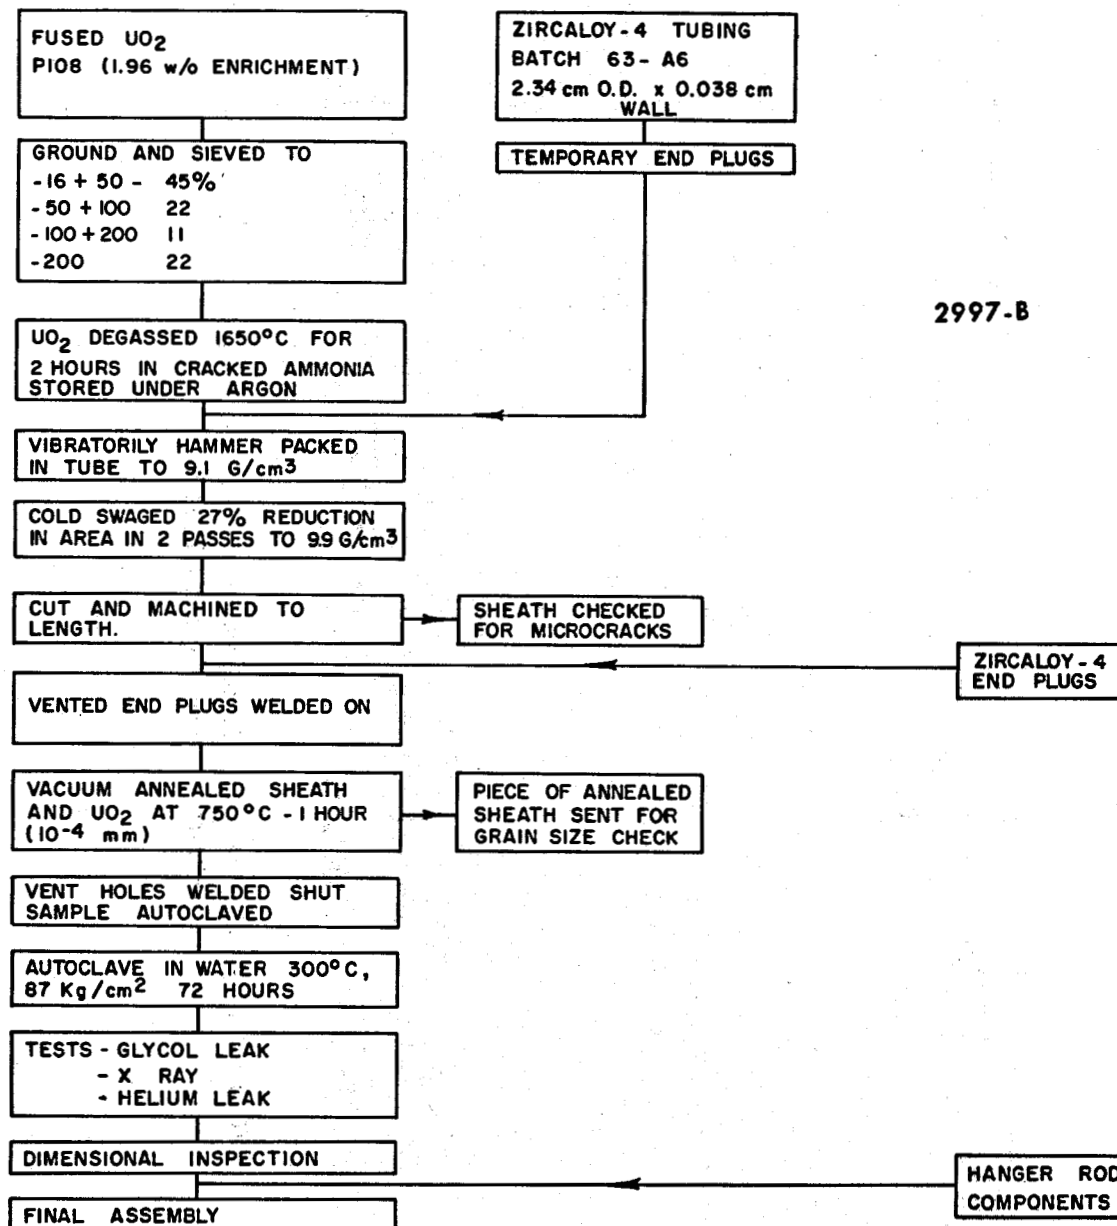 FUSED UO2
P108 (1.96 w/o ENRICHMENT)
ZIRCALOY-4 TUBING
BATCH 63-A6
2.34 cm O.D. x 0.038 cm
WALL
TEMPORARY END PLUGS
GROUND AND SIEVED TO
-16 + 50 - 45%
-50 + 100 22
-100 + 200 11
-200 22
2997-B
UO2 DEGASSED 1650°C FOR
2 HOURS IN CRACKED AMMONIA
STORED UNDER ARGON
VIBRATORILY HAMMER PACKED
IN TUBE TO 9.1 G/cm3
COLD SWAGED 27% REDUCTION
IN AREA IN 2 PASSES TO 9.9 G/cm3
CUT AND MACHINED TO
LENGTH.
SHEATH CHECKED
FOR MICROCRACKS
ZIRCALOY-4
END PLUGS
VENTED END PLUGS WELDED ON
VACUUM ANNEALED SHEATH
AND UO2 AT 750°C - 1 HOUR
(10-4 mm)
PIECE OF ANNEALED
SHEATH SENT FOR
GRAIN SIZE CHECK
VENT HOLES WELDED SHUT
SAMPLE AUTOCLAVED
AUTOCLAVE IN WATER 300°C,
87 Kg/cm2 72 HOURS
TESTS - GLYCOL LEAK
- X RAY
- HELIUM LEAK
DIMENSIONAL INSPECTION
HANGER ROD
COMPONENTS
FINAL ASSEMBLY